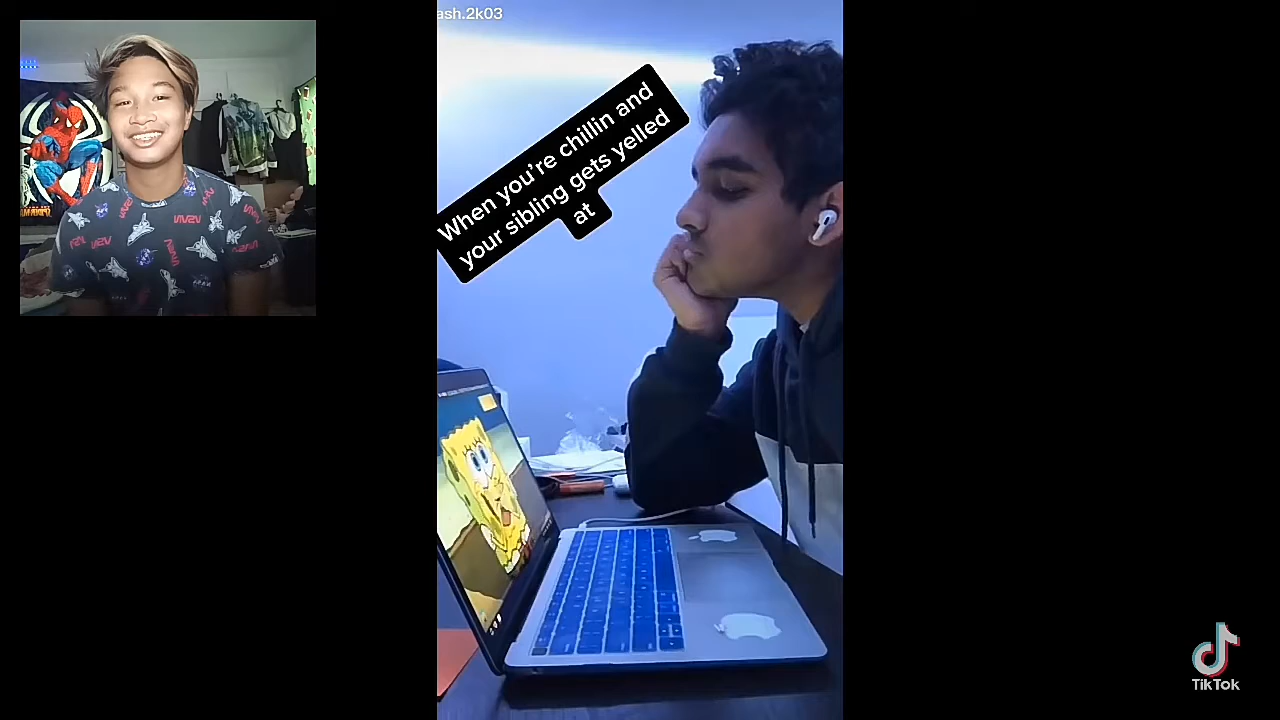 ash.2k03
When you're chillin and
your sibling gets yelled
at
TikTok